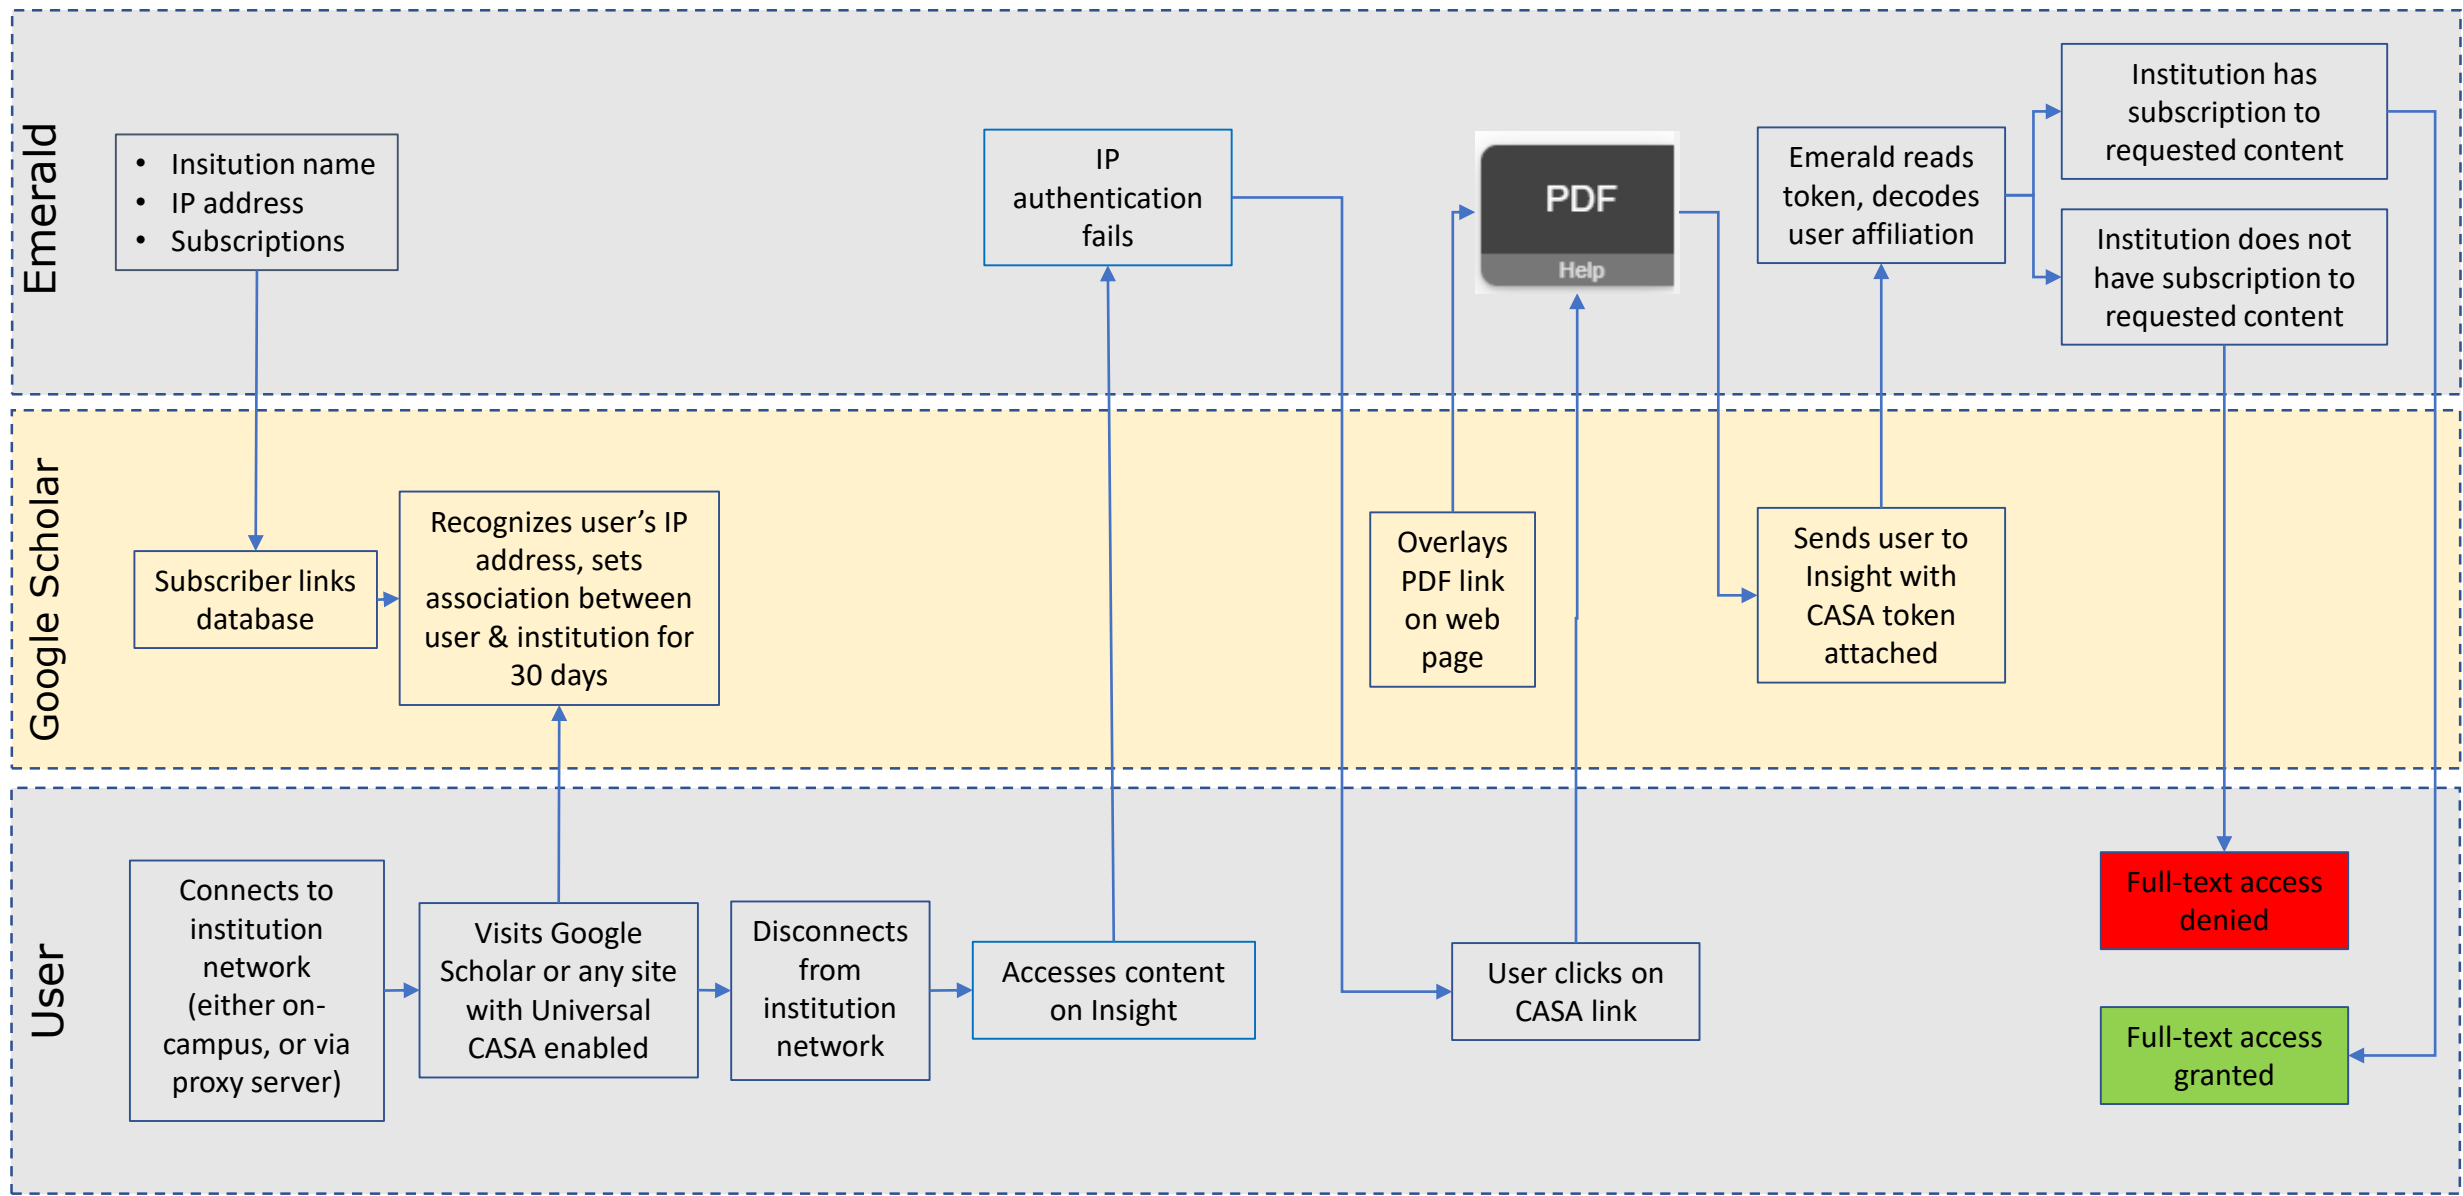 Emerald
• Insitution name
• IP address
• Subscriptions
IP
authentication
fails
PDF
Help
Emerald reads
token, decodes
user affiliation
Institution has
subscription to
requested content
Institution does not
have subscription to
requested content
Google Scholar
Subscriber links
database
Recognizes user’s IP
address, sets
association between
user & institution for
30 days
Overlays
PDF link
on web
page
Sends user to
Insight with
CASA token
attached
User
Connects to
institution
network
(either on-
campus, or via
proxy server)
Visits Google
Scholar or any site
with Universal
CASA enabled
Disconnects
from
institution
network
Accesses content
on Insight
User clicks on
CASA link
Full-text access
denied
Full-text access
granted